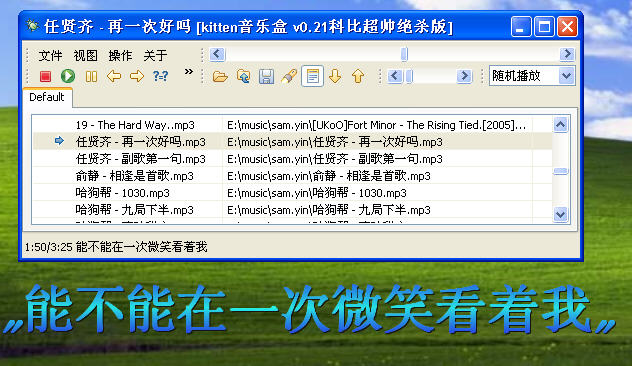 任贤齐 - 再一次好吗 [kitten音乐盒 v0.21科比超帅绝杀版]
文件 视图 操作 关于
?=? » 随机播放
Default
19 - The Hard Way..mp3 E:\music\sam.yin\[UKoO]Fort Minor - The Rising Tied.[2005]...
任贤齐 - 再一次好吗.mp3 E:\music\sam.yin\任贤齐 - 再一次好吗.mp3
任贤齐 - 副歌第一句.mp3 E:\music\sam.yin\任贤齐 - 副歌第一句.mp3
俞静 - 相逢是首歌.mp3 E:\music\sam.yin\俞静 - 相逢是首歌.mp3
哈狗帮 - 1030.mp3 E:\music\sam.yin\哈狗帮 - 1030.mp3
哈狗帮 - 九局下半.mp3 E:\music\sam.yin\哈狗帮 - 九局下半.mp3
1:50/3:25 能不能在一次微笑看着我
„能不能在一次微笑看着我„